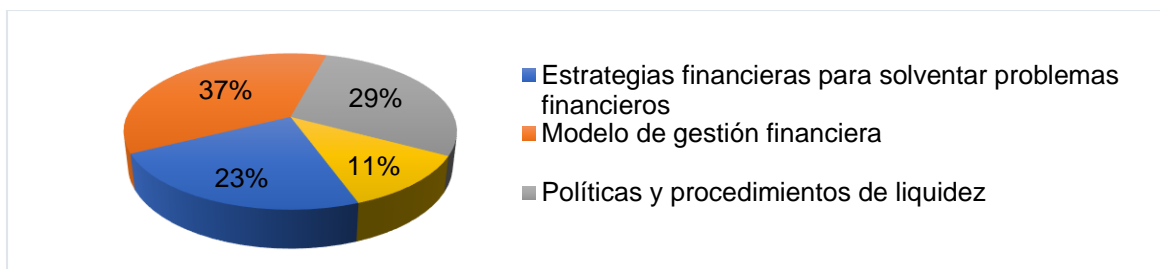 37%
29%
23%
11%
Estrategias financieras para solventar problemas
financieros
Modelo de gestión financiera
Políticas y procedimientos de liquidez